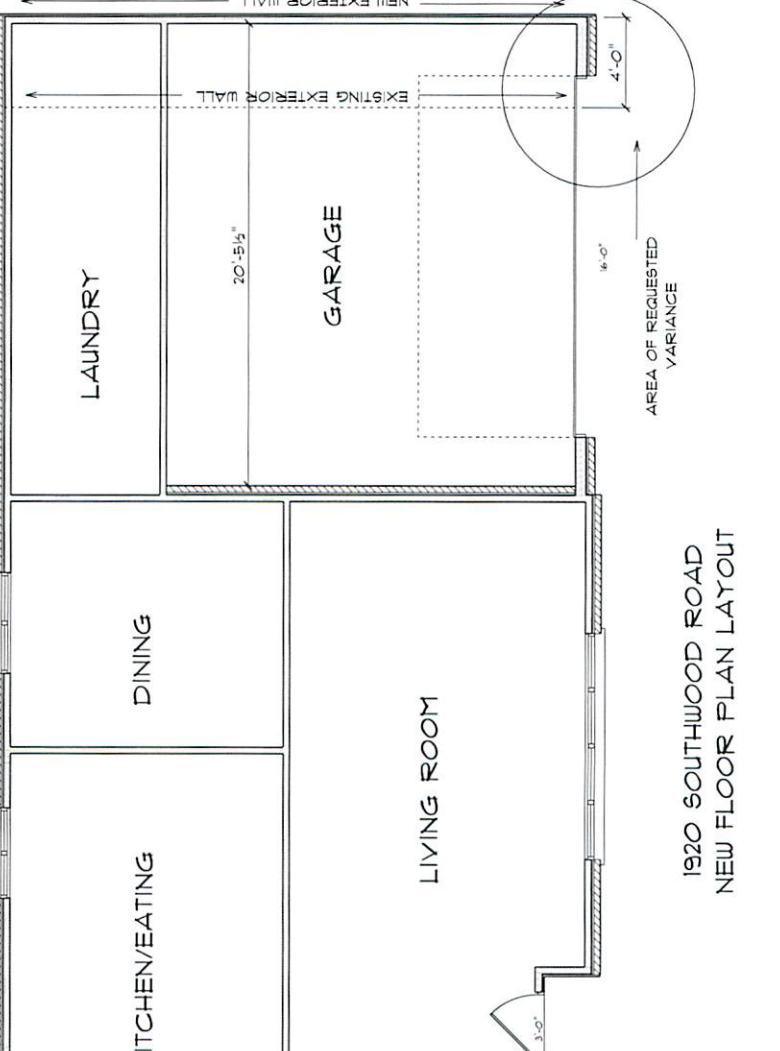 NEW EXTERIOR WALL
EXISTING EXTERIOR WALL
4'-0"
LAUNDRY
20'-5½"
GARAGE
16'-0"
AREA OF REQUESTED
VARIANCE
DINING
LIVING ROOM
ITCHEN/EATING
3'-0"
1920 SOUTHWOOD ROAD
NEW FLOOR PLAN LAYOUT